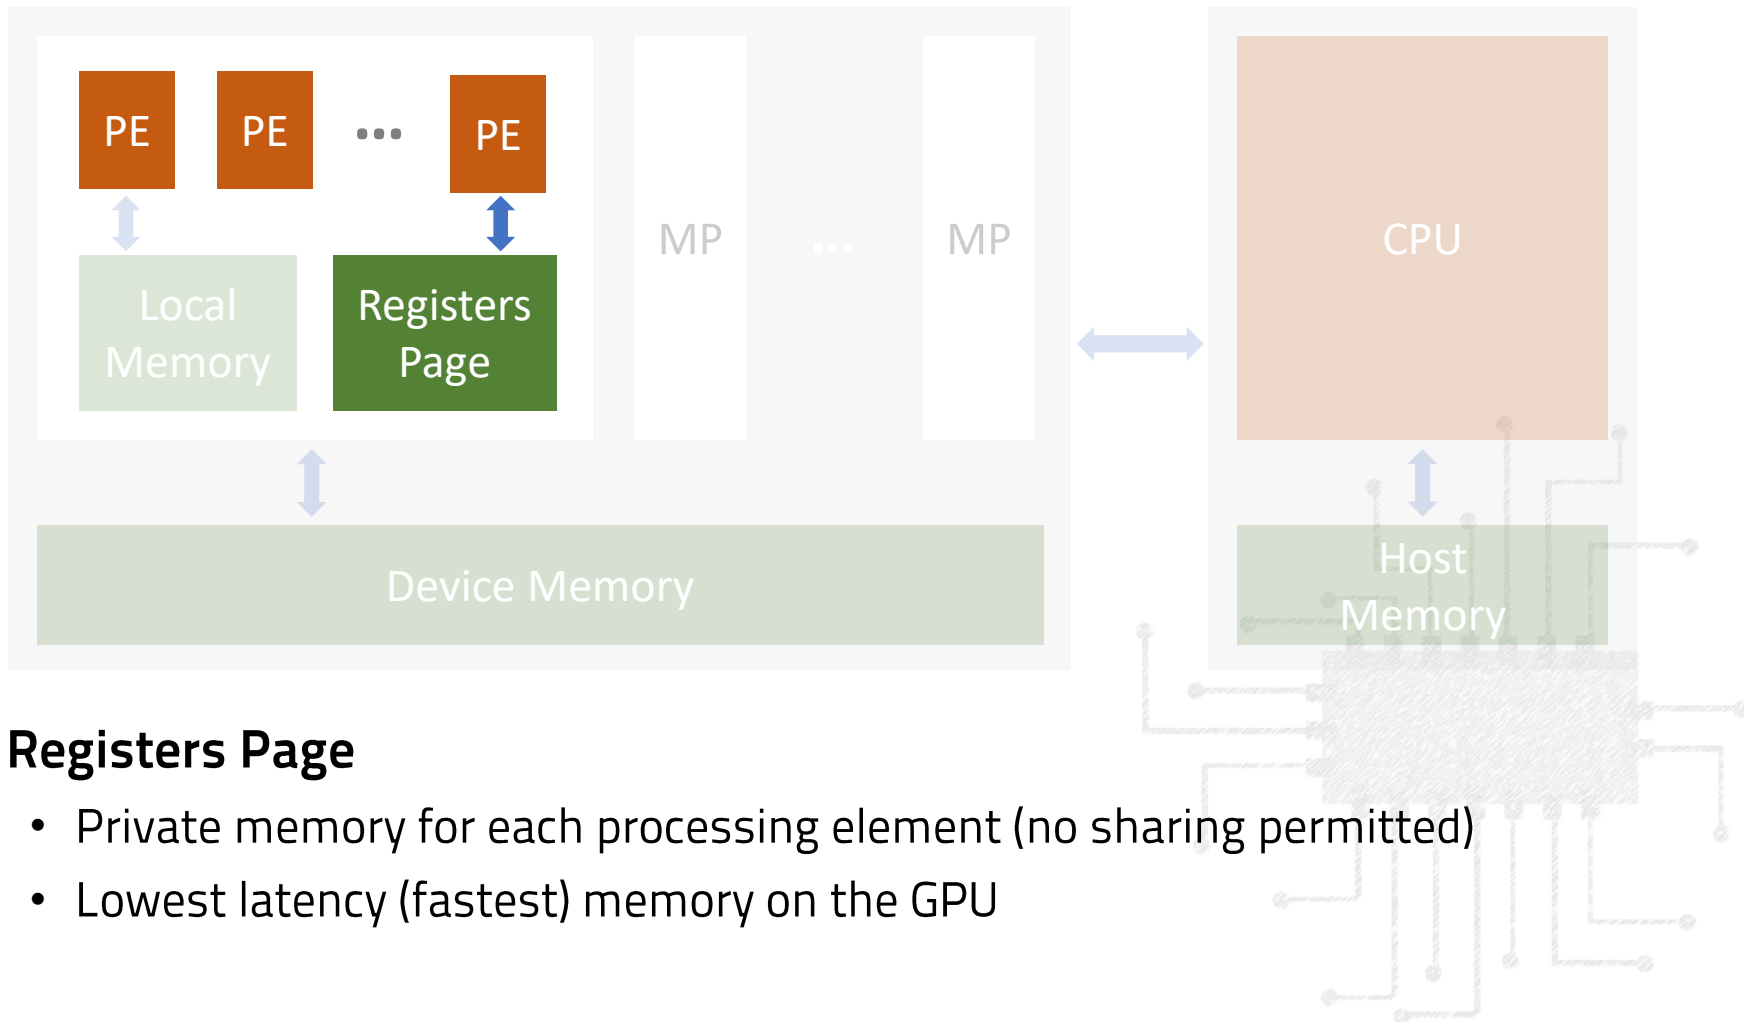 PE
PE
...
PE
Local
Memory
Registers
Page
MP
...
MP
CPU
Device Memory
Host
Memory
Registers Page
• Private memory for each processing element (no sharing permitted)
• Lowest latency (fastest) memory on the GPU